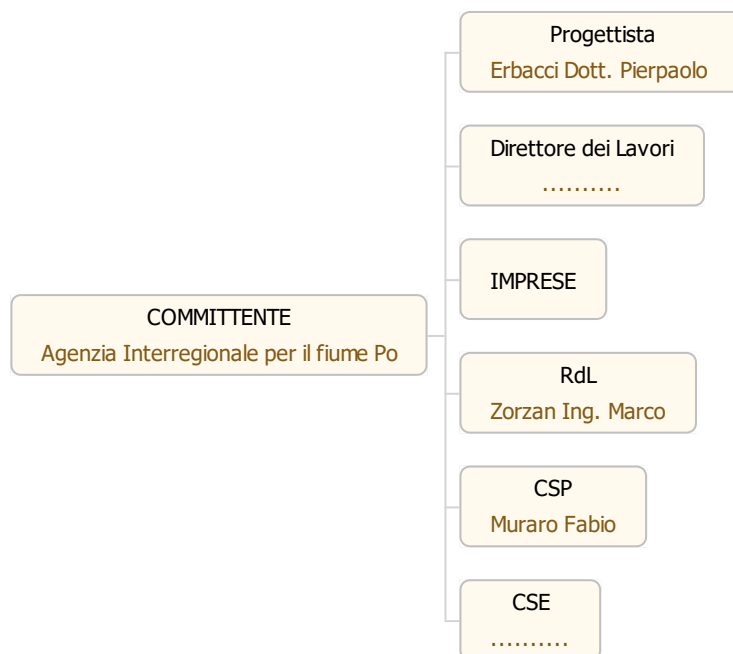 Progettista
Erbacci Dott. Pierpaolo
Direttore dei Lavori
..........
IMPRESE
COMMITTENTE
Agenzia Interregionale per il fiume Po
RdL
Zorzan Ing. Marco
CSP
Muraro Fabio
CSE
..........